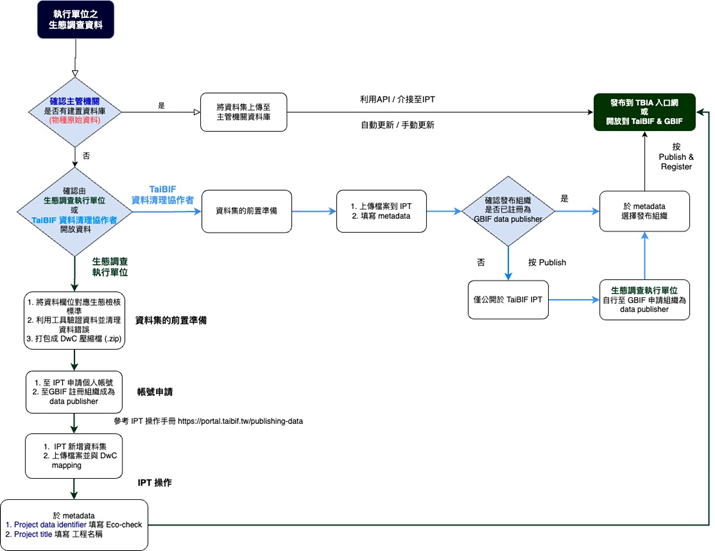 執行單位之
生態調查資料
確認主管機關
是否有建置資料庫
(物種原始資料)
是
將資料集上傳至
主管機關資料庫
利用API / 介接至IPT
自動更新 / 手動更新
發布到 TBIA 入口網
或
開放到 TaiBIF & GBIF
否
按
Publish &
Register
確認由
生態調查執行單位
或
TaiBIF 資料清理協作者
開放資料
TaiBIF
資料清理協作者
資料集的前置準備
1. 上傳檔案到 IPT
2. 填寫 metadata
確認發布組織
是否已註冊為
GBIF data publisher
是
於 metadata
選擇發布組織
否
按 Publish
僅公開於 TaiBIF IPT
生態調查執行單位
自行至 GBIF 申請組織為
data publisher
生態調查
執行單位
1. 將資料欄位對應生態檢核
標準
2. 利用工具驗證資料並清理
資料錯誤
3. 打包成 DwC 壓縮檔 (.zip)
資料集的前置準備
1. 至 IPT 申請個人帳號
2. 至GBIF 註冊組織成為
data publisher
帳號申請
參考 IPT 操作手冊 https://portal.taibif.tw/publishing-data
1. IPT 新增資料集
2. 上傳檔案並與 DwC
mapping
IPT 操作
於 metadata
1. Project data identifier 填寫 Eco-check
2. Project title 填寫 工程名稱